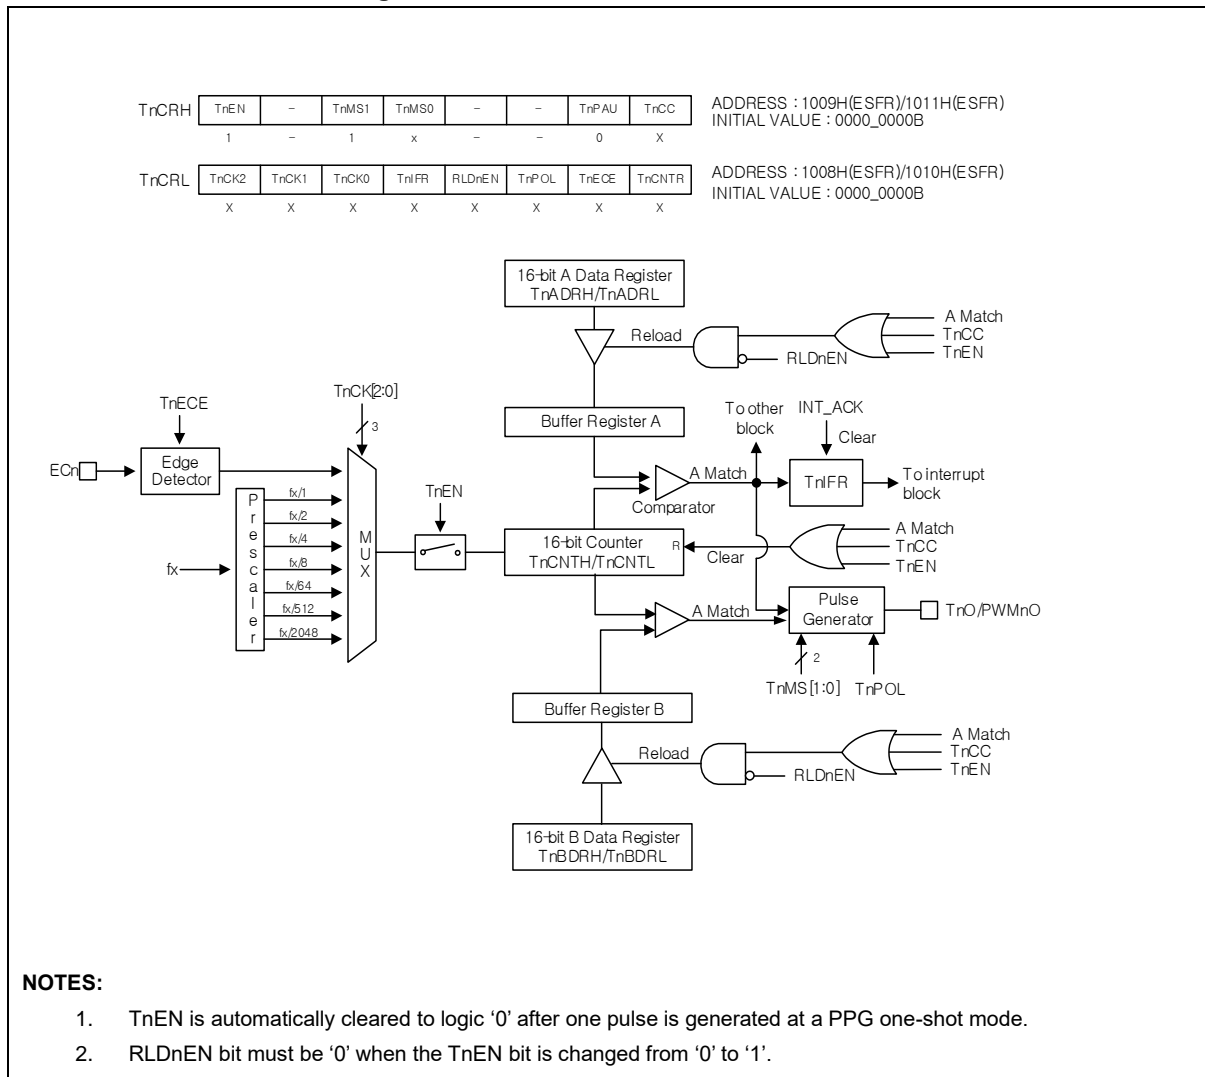 TnCRH TnEN – TnMS1 TnMS0 – – TnPAU TnCC
1 – 1 x – – 0 X
ADDRESS : 1009H(ESFR)/1011H(ESFR)
INITIAL VALUE : 0000_0000B
TnCRL TnCK2 TnCK1 TnCK0 TnIFR RLDnEN TnPOL TnECE TnCNTR
X X X X X X X X
ADDRESS : 1008H(ESFR)/1010H(ESFR)
INITIAL VALUE : 0000_0000B
16-bit A Data Register
TnADRH/TnADRL
Reload
RLDnEN
A Match
TnCC
TnEN
Buffer Register A
TnECE
TnCK[2:0]
3
ECn
Edge
Detector
Prescaler
fx
fx/1
fx/2
fx/4
fx/8
fx/64
fx/512
fx/2048
MUX
TnEN
To other
block
INT_ACK
Clear
A Match
Comparator
TnIFR
To interrupt
block
16-bit Counter
TnCNTH/TnCNTL
R
Clear
A Match
TnCC
TnEN
A Match
Pulse
Generator
TnO/PWMnO
2
TnMS[1:0]
TnPOL
Buffer Register B
Reload
RLDnEN
A Match
TnCC
TnEN
16-bit B Data Register
TnBDRH/TnBDRL
NOTES:
1. TnEN is automatically cleared to logic ‘0’ after one pulse is generated at a PPG one-shot mode.
2. RLDnEN bit must be ‘0’ when the TnEN bit is changed from ‘0’ to ‘1’.